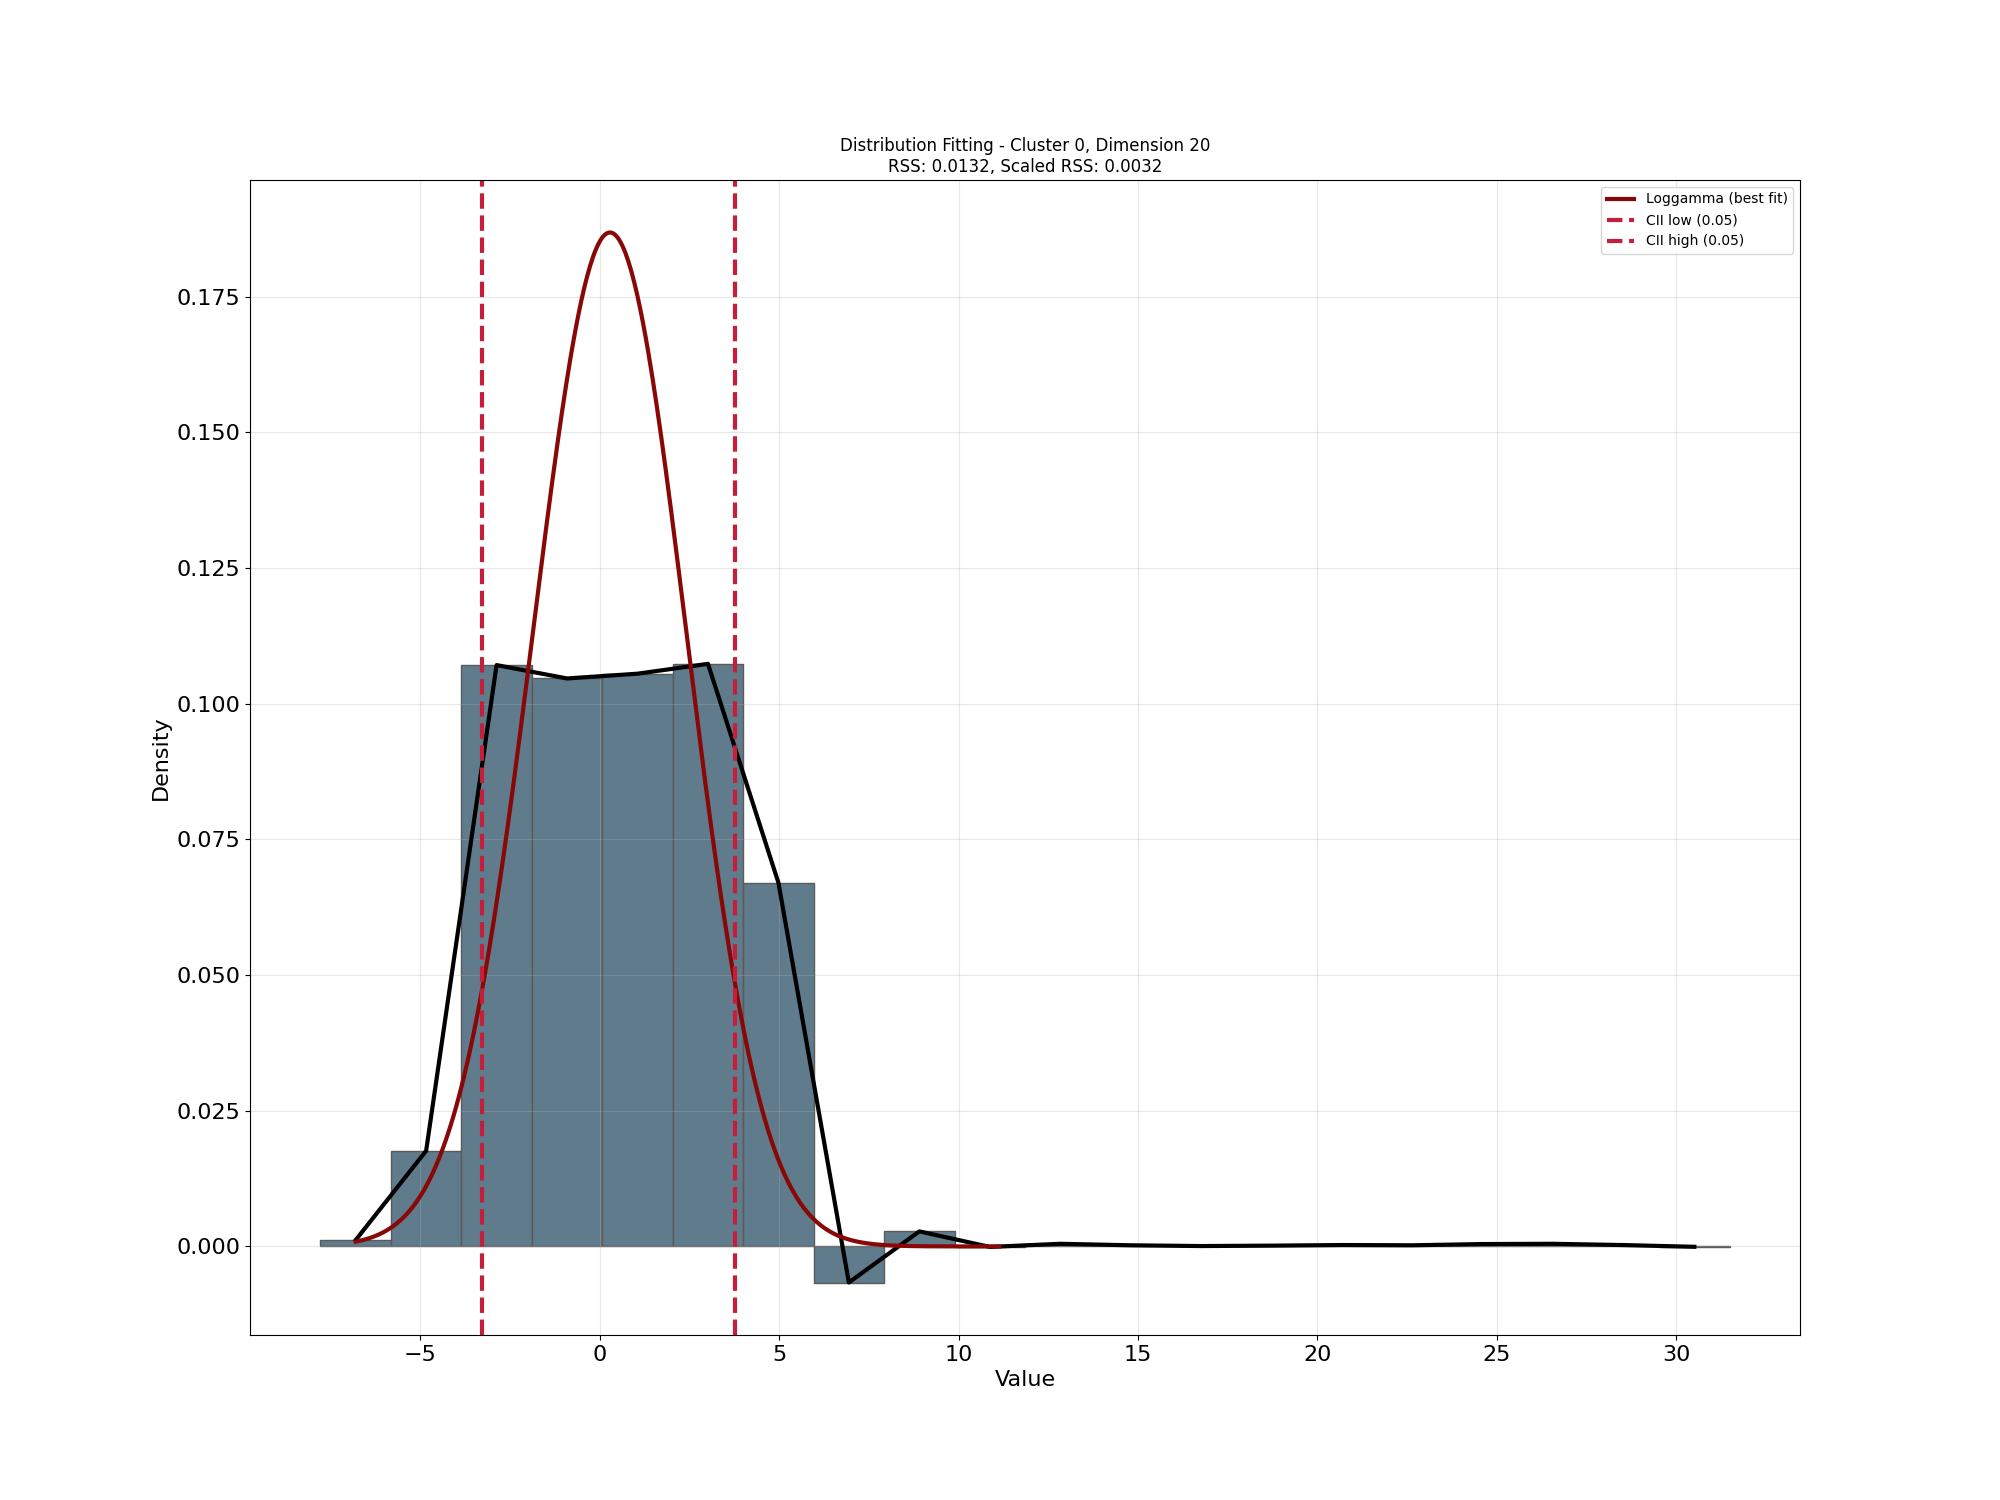 Distribution Fitting - Cluster 0, Dimension 20
RSS: 0.0132, Scaled RSS: 0.0032
Loggamma (best fit)
CII low (0.05)
CII high (0.05)
0.175
0.150
0.125
0.100
0.075
0.050
0.025
0.000
Density
−5 0 5 10 15 20 25 30
Value